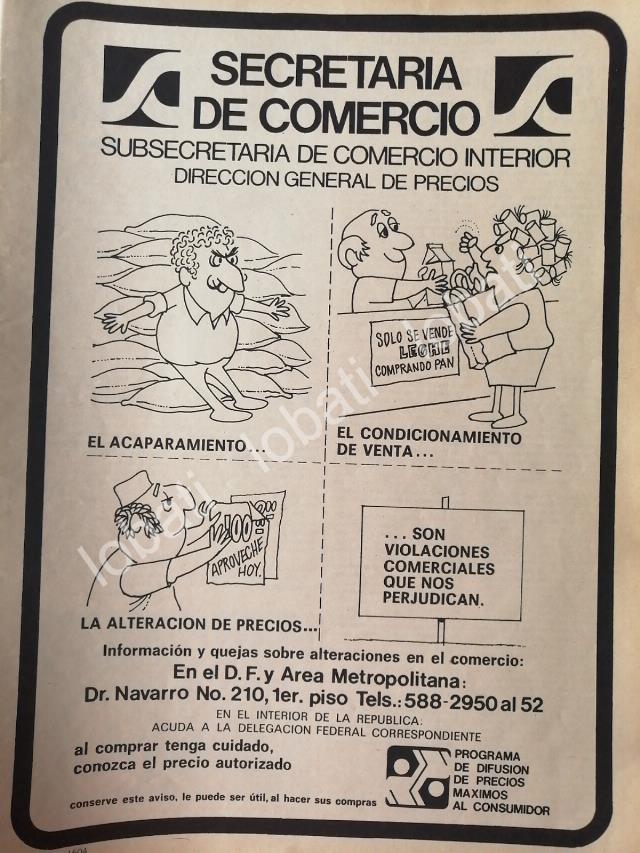 SECRETARIA
DE COMERCIO
SUBSECRETARIA DE COMERCIO INTERIOR
DIRECCION GENERAL DE PRECIOS
EL ACAPARAMIENTO...
SOLO SE VENDE
LECHE
COMPRANDO PAN
EL CONDICIONAMIENTO
DE VENTA...
APROVECHE
HOY.
LA ALTERACION DE PRECIOS...
...SON
VIOLACIONES
COMERCIALES
QUE NOS
PERJUDICAN.
Información y quejas sobre alteraciones en el comercio:
En el D.F. y Area Metropolitana:
Dr. Navarro No. 210, 1er. piso Tels.: 588-2950 al 52
EN EL INTERIOR DE LA REPUBLICA:
ACUDA A LA DELEGACION FEDERAL CORRESPONDIENTE
al comprar tenga cuidado,
conozca el precio autorizado
PROGRAMA
DE DIFUSION
DE PRECIOS
MAXIMOS
AL CONSUMIDOR
conserve este aviso, le puede ser útil, al hacer sus compras
lobati lobati lobati